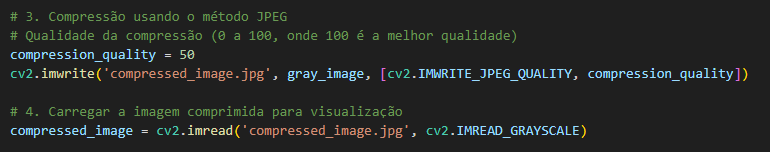 # 3. Compressão usando o método JPEG
# Qualidade da compressão (0 a 100, onde 100 é a melhor qualidade)
compression_quality = 50
cv2.imwrite('compressed_image.jpg', gray_image, [cv2.IMWRITE_JPEG_QUALITY, compression_quality])
# 4. Carregar a imagem comprimida para visualização
compressed_image = cv2.imread('compressed_image.jpg', cv2.IMREAD_GRAYSCALE)